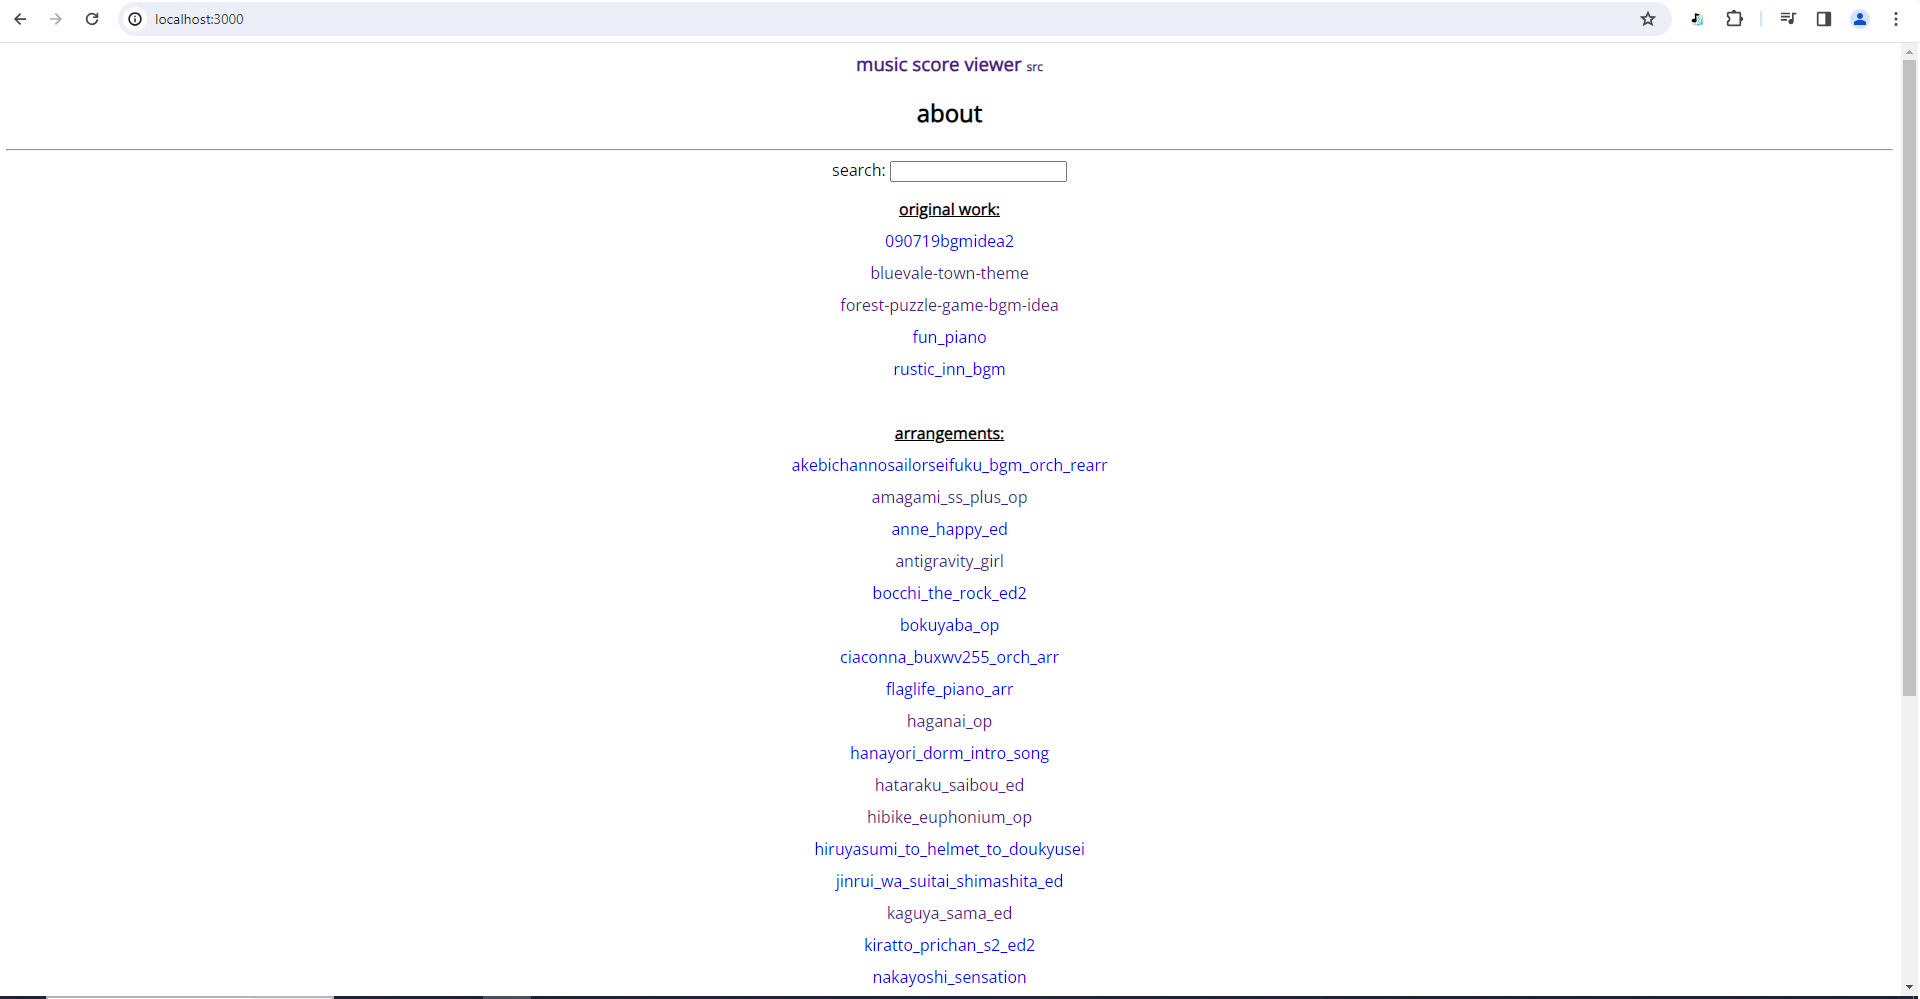 localhost:3000
music score viewer src
about
search:
original work:
090719bgmidea2
bluevale-town-theme
forest-puzzle-game-bgm-idea
fun_piano
rustic_inn_bgm
arrangements:
akebichannosailorseifuku_bgm_orch_rearr
amagami_ss_plus_op
anne_happy_ed
antigravity_girl
bocchi_the_rock_ed2
bokuyaba_op
ciaconna_buxwv255_orch_arr
flaglife_piano_arr
haganai_op
hanayori_dorm_intro_song
hataraku_saibou_ed
hibike_euphonium_op
hiruyasumi_to_helmet_to_doukyusei
jinrui_wa_suitai_shimashita_ed
kaguya_sama_ed
kiratto_prichan_s2_ed2
nakayoshi_sensation